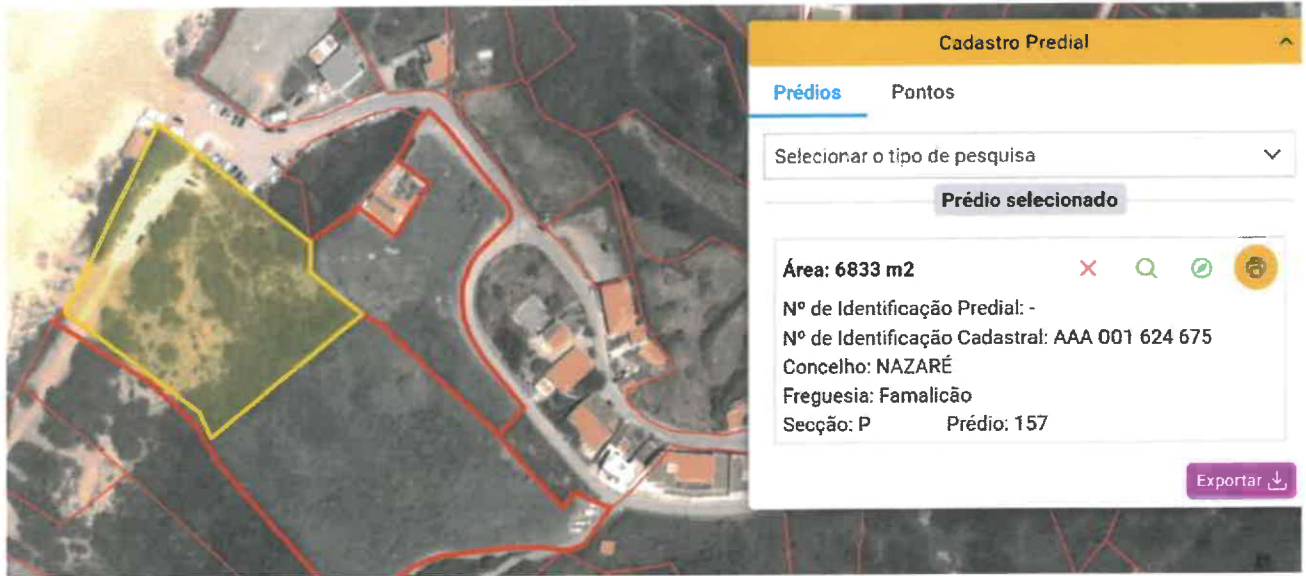 Cadastro Predial
Prédios Pontos
Selecionar o tipo de pesquisa
Prédio selecionado
Área: 6833 m2
Nº de Identificação Predial: -
Nº de Identificação Cadastral: AAA 001 624 675
Concelho: NAZARÉ
Freguesia: Famalicão
Secção: P Prédio: 157
Exportar